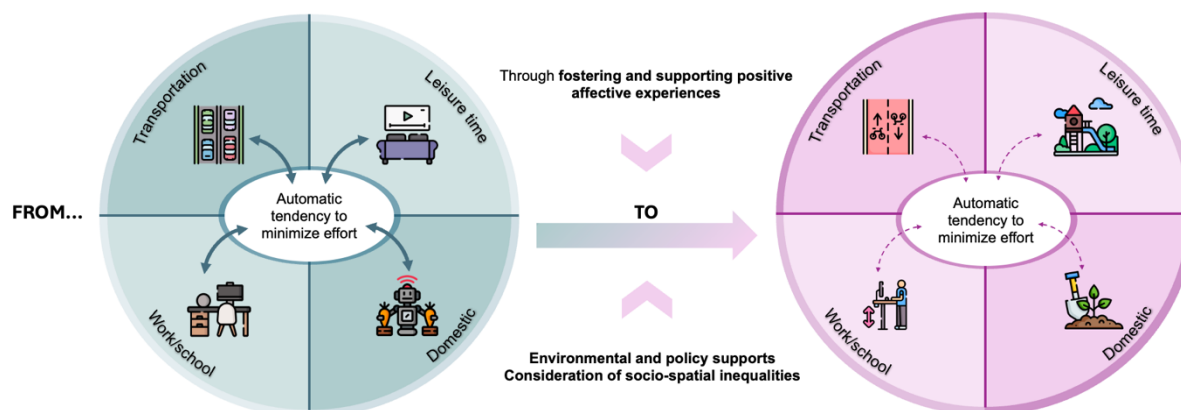 FROM...
Transportation
Leisure time
Automatic
tendency to
minimize effort
Work/school
Domestic
Through fostering and supporting positive
affective experiences
TO
Environmental and policy supports
Consideration of socio-spatial inequalities
Transportation
Leisure time
Automatic
tendency to
minimize effort
Work/school
Domestic